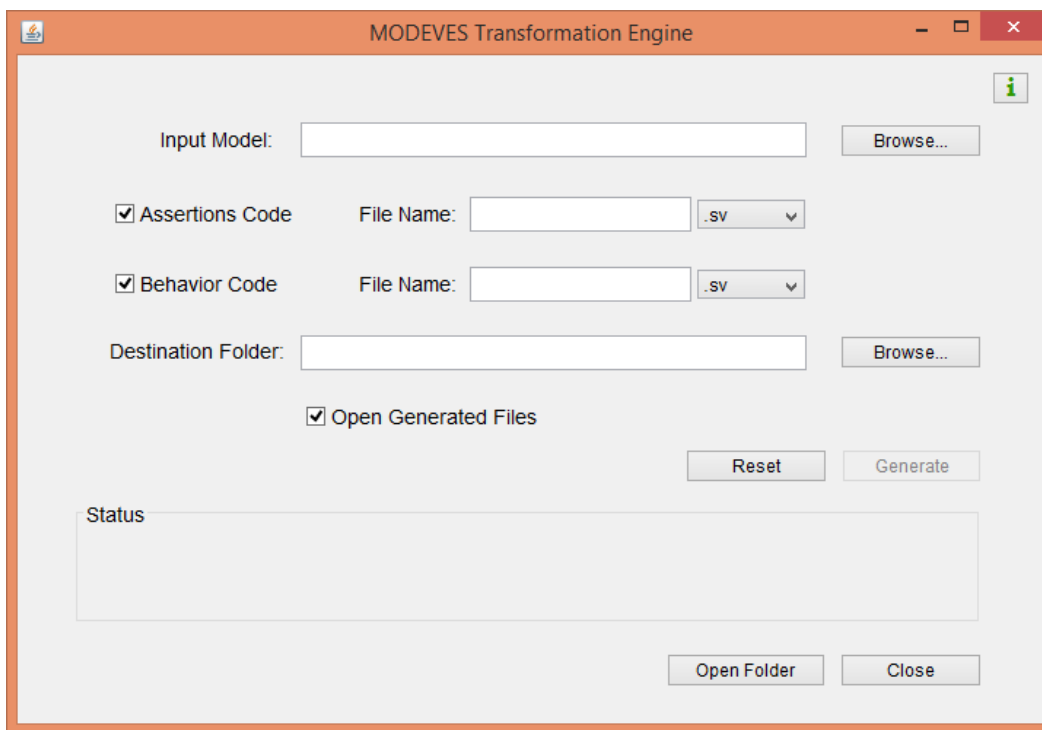 MODEVES Transformation Engine
i
Input Model:
Browse...
Assertions Code File Name: .sv
Behavior Code File Name: .sv
Destination Folder:
Browse...
Open Generated Files
Reset Generate
Status
Open Folder Close